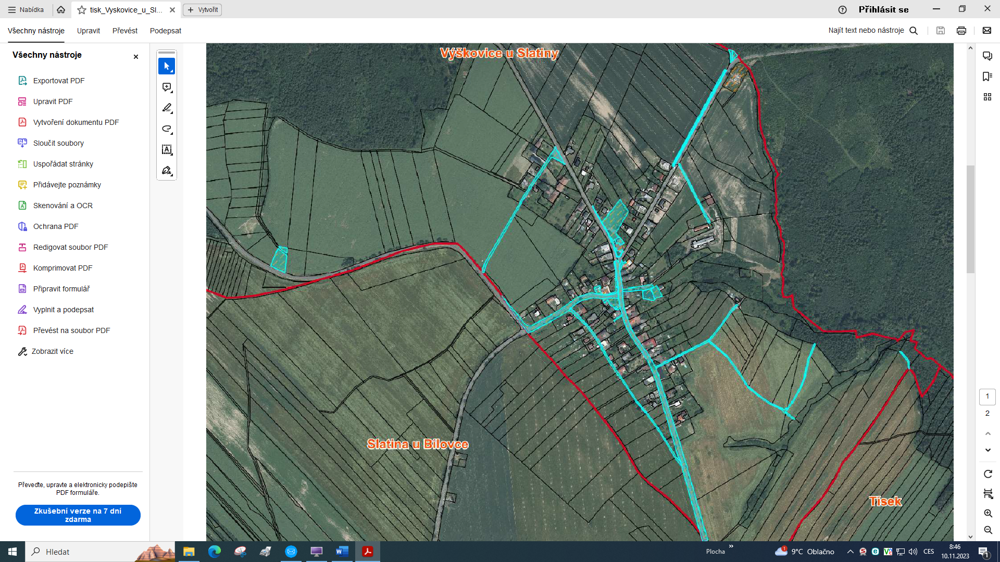 Nabídka
tisk_Vyskovice_u_Sl...
Vytvořit
Přihlásit se
Všechny nástroje
Upravit
Převést
Podepsat
Najít text nebo nástroje
Všechny nástroje
Exportovat PDF
Upravit PDF
Vytvoření dokumentu PDF
Sloučit soubory
Uspořádat stránky
Přidávejte poznámky
Skenování a OCR
Ochrana PDF
Redigovat soubor PDF
Komprimovat PDF
Připravit formulář
Vyplnit a podepsat
Převést na soubor PDF
Zobrazit více
Převeďte, upravte a elektronicky podepište
PDF formuláře.
Zkušební verze na 7 dní
zdarma
Výškovice u Slatiny
Slatina u Bílovce
Tísek
1
2
Hledat
Plocha
»
1
9°C Oblačno
CES
8:46
10.11.2023
1